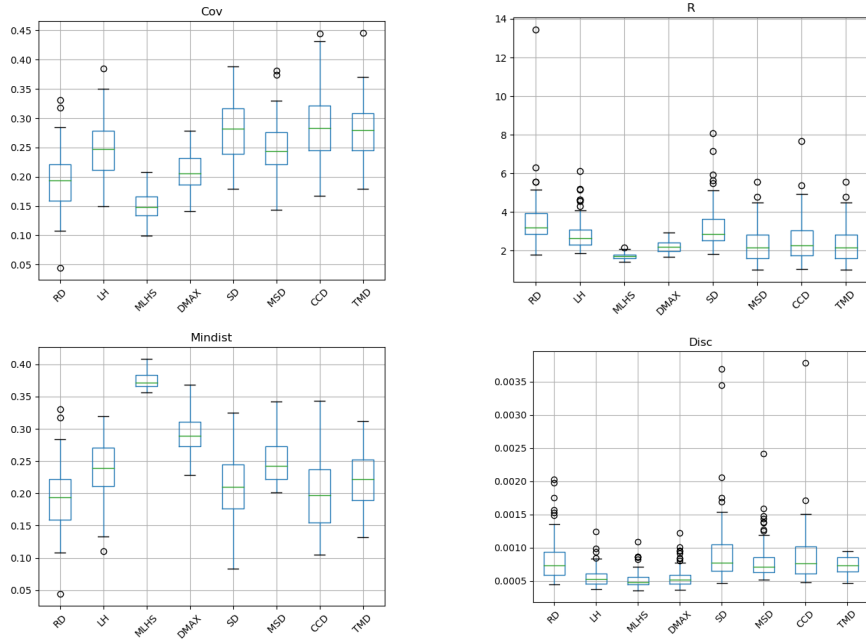 Cov
0.45
0.40
0.35
0.30
0.25
0.20
0.15
0.10
0.05
RD
LH
MLHS
DMAX
SD
MSD
CCD
TMD
R
14
12
10
8
6
4
2
RD
LH
MLHS
DMAX
SD
MSD
CCD
TMD
Mindist
0.40
0.35
0.30
0.25
0.20
0.15
0.10
0.05
RD
LH
MLHS
DMAX
SD
MSD
CCD
TMD
Disc
0.0035
0.0030
0.0025
0.0020
0.0015
0.0010
0.0005
RD
LH
MLHS
DMAX
SD
MSD
CCD
TMD